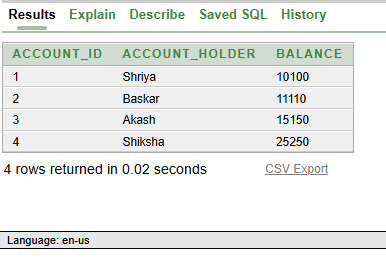 Results Explain Describe Saved SQL History
ACCOUNT_ID ACCOUNT_HOLDER BALANCE
1 Shriya 10100
2 Baskar 11110
3 Akash 15150
4 Shiksha 25250
4 rows returned in 0.02 seconds CSV Export
Language: en-us